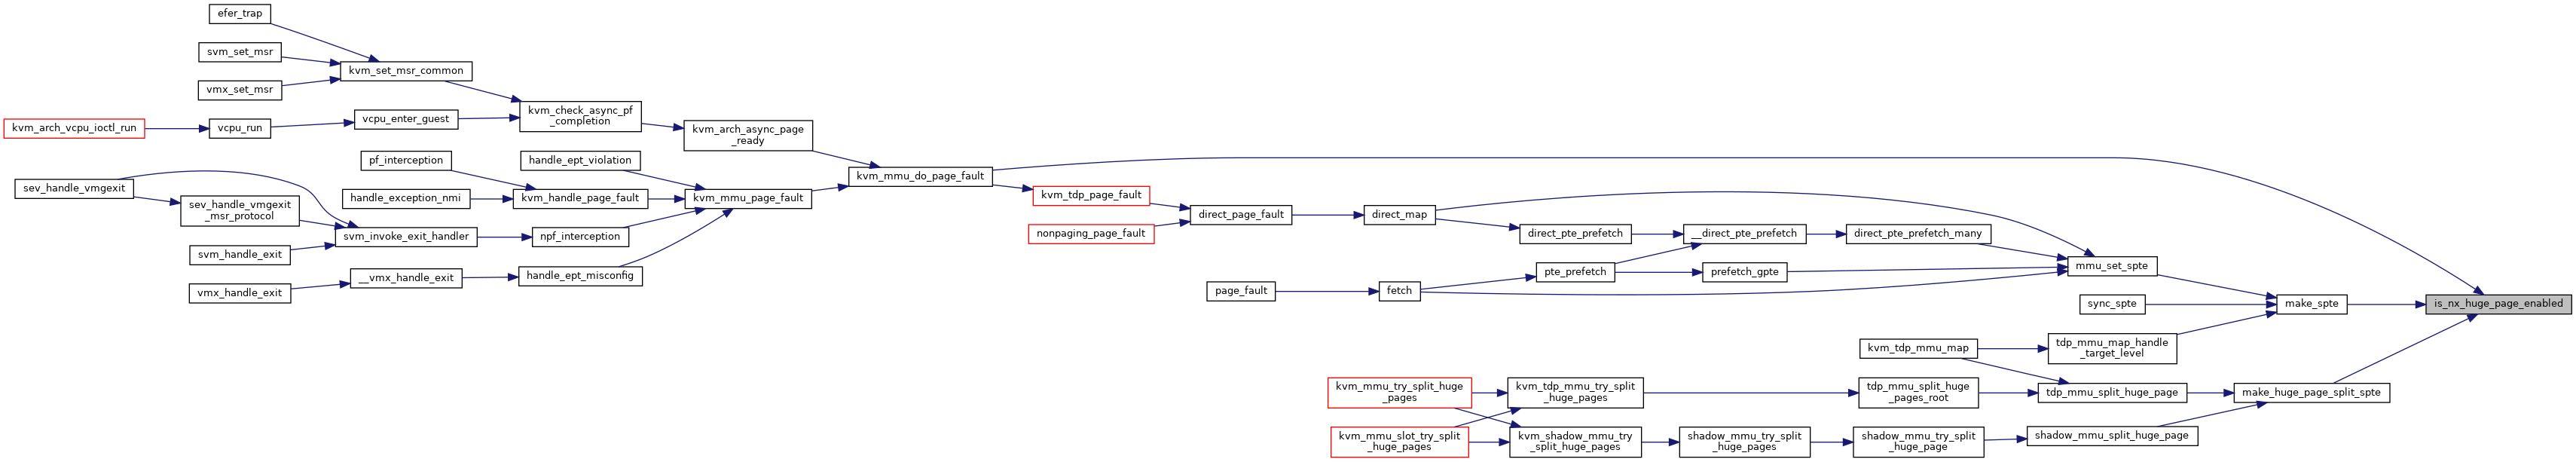 efer_trap
svm_set_msr
kvm_set_msr_common
vmx_set_msr
kvm_check_async_pf
_completion
vcpu_enter_guest
kvm_arch_vcpu_ioctl_run
vcpu_run
kvm_arch_async_page
_ready
pf_interception
handle_ept_violation
kvm_mmu_do_page_fault
sev_handle_vmgexit
handle_exception_nmi
kvm_handle_page_fault
kvm_mmu_page_fault
kvm_tdp_page_fault
sev_handle_vmgexit
_msr_protocol
direct_page_fault
direct_map
svm_invoke_exit_handler
npf_interception
nonpaging_page_fault
direct_pte_prefetch
__direct_pte_prefetch
direct_pte_prefetch_many
svm_handle_exit
mmu_set_spte
__vmx_handle_exit
handle_ept_misconfig
pte_prefetch
prefetch_gpte
vmx_handle_exit
page_fault
fetch
sync_spte
make_spte
is_nx_huge_page_enabled
kvm_tdp_mmu_map
tdp_mmu_map_handle
_target_level
kvm_mmu_try_split_huge
_pages
kvm_tdp_mmu_try_split
_huge_pages
tdp_mmu_split_huge
_pages_root
tdp_mmu_split_huge_page
make_huge_page_split_spte
kvm_mmu_slot_try_split
_huge_pages
kvm_shadow_mmu_try
_split_huge_pages
shadow_mmu_try_split
_huge_pages
shadow_mmu_try_split
_huge_page
shadow_mmu_split_huge_page